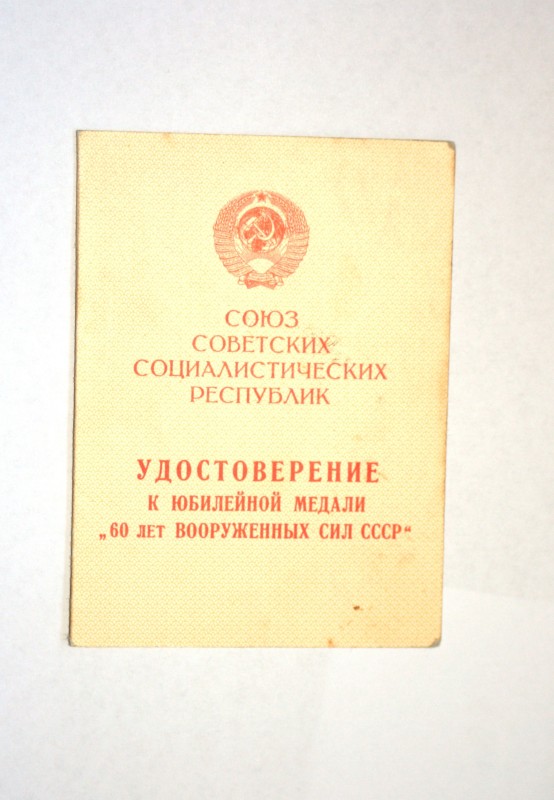 СОЮЗ
СОВЕТСКИХ
СОЦИАЛИСТИЧЕСКИХ
РЕСПУБЛИК
УДОСТОВЕРЕНИЕ
К ЮБИЛЕЙНОЙ МЕДАЛИ
„60 лет ВООРУЖЕННЫХ СИЛ СССР“